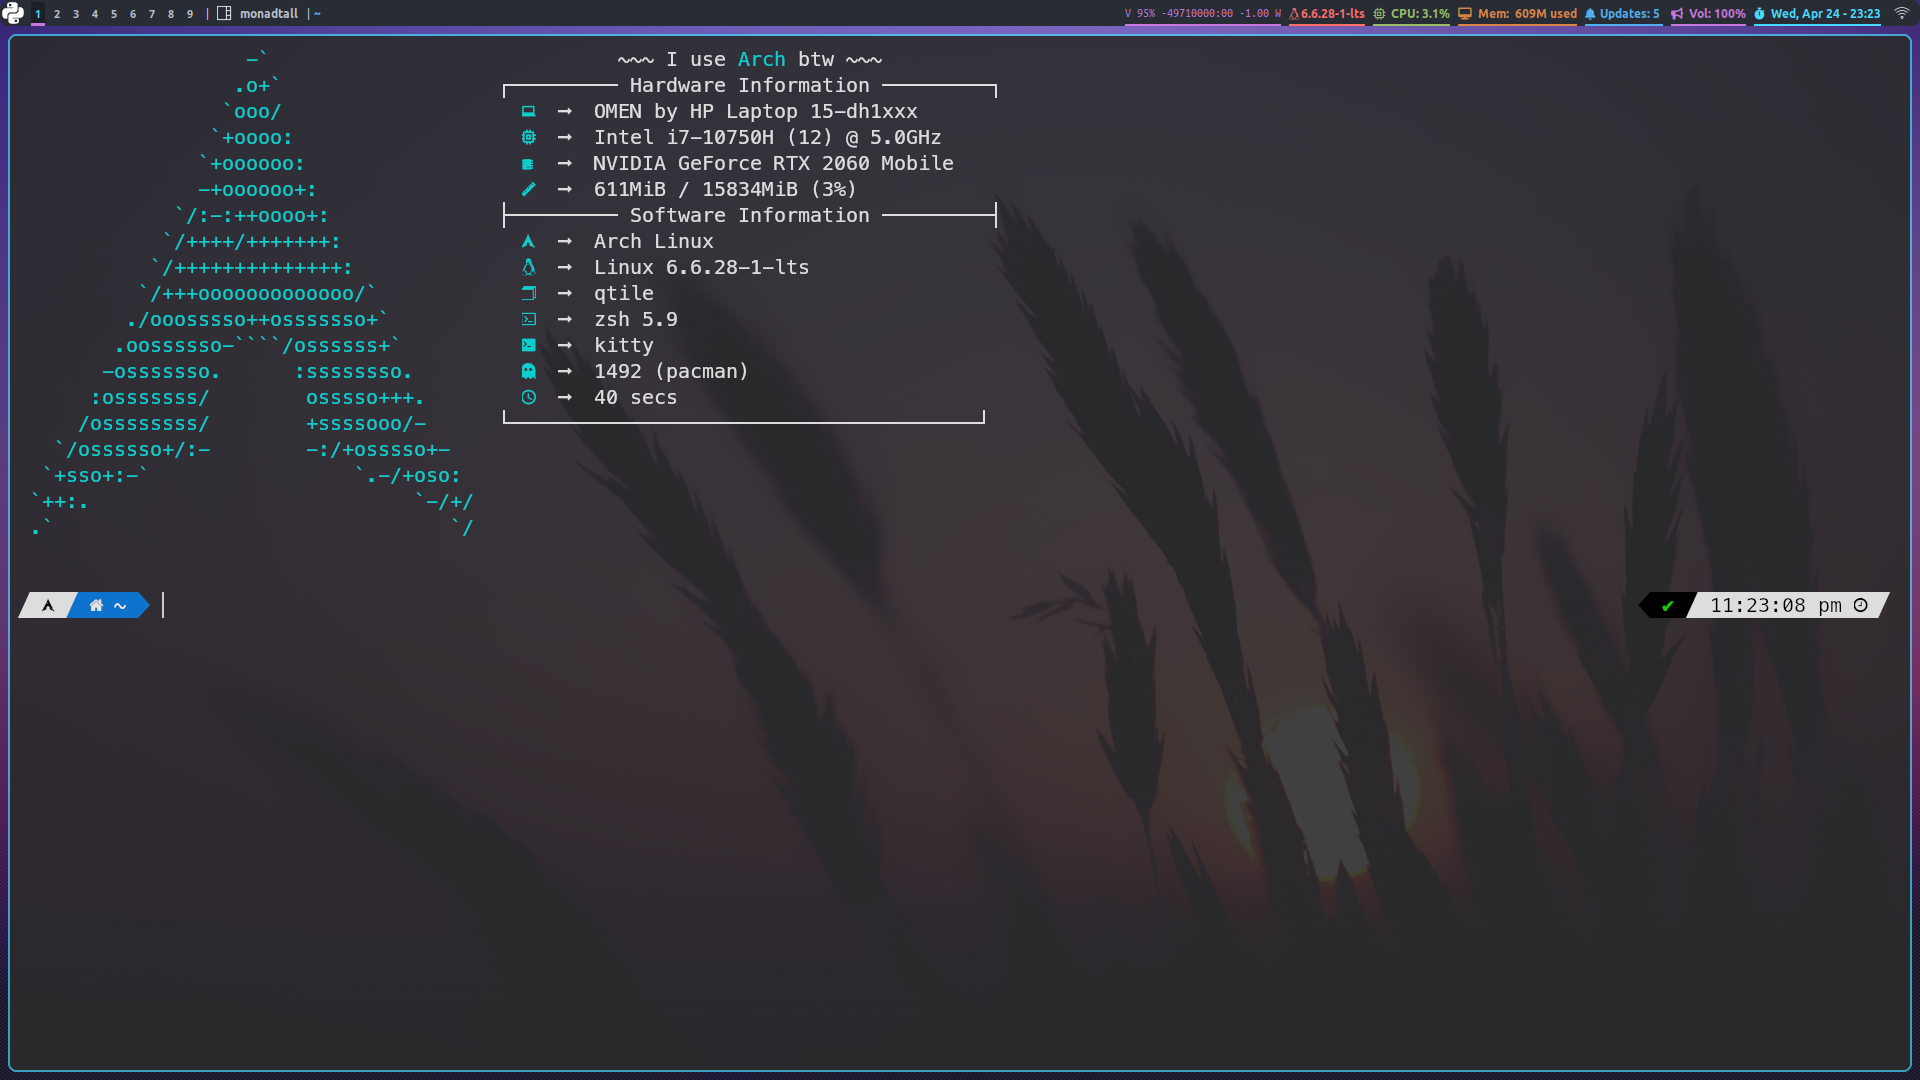 1 2 3 4 5 6 7 8 9 | monadtall | ~
V 95% -49710000:00 -1.00 W 6.6.28-1-lts CPU: 3.1% Mem: 609M used Updates: 5 Vol: 100% Wed, Apr 24 - 23:23
~~~ I use Arch btw ~~~
Hardware Information
→ OMEN by HP Laptop 15-dh1xxx
→ Intel i7-10750H (12) @ 5.0GHz
→ NVIDIA GeForce RTX 2060 Mobile
→ 611MiB / 15834MiB (3%)
Software Information
→ Arch Linux
→ Linux 6.6.28-1-lts
→ qtile
→ zsh 5.9
→ kitty
→ 1492 (pacman)
→ 40 secs
-`
.o+`
`ooo/
`+oooo:
`+oooooo:
-+oooooo+:
`/:-:++oooo+:
`/++++/+++++++:
`/++++++++++++++:
`/+++ooooooooooooo/`
./ooosssso++osssssso+`
.oossssso-````/ossssss+`
-osssssso. :ssssssso.
:osssssss/ osssso+++.
/ossssssss/ +ssssooo/-
`/ossssso+/:- -:/+osssso+-
`+sso+:-` `.-/+oso:
`++:. `-/+/
.` `/
~
✔ 11:23:08 pm